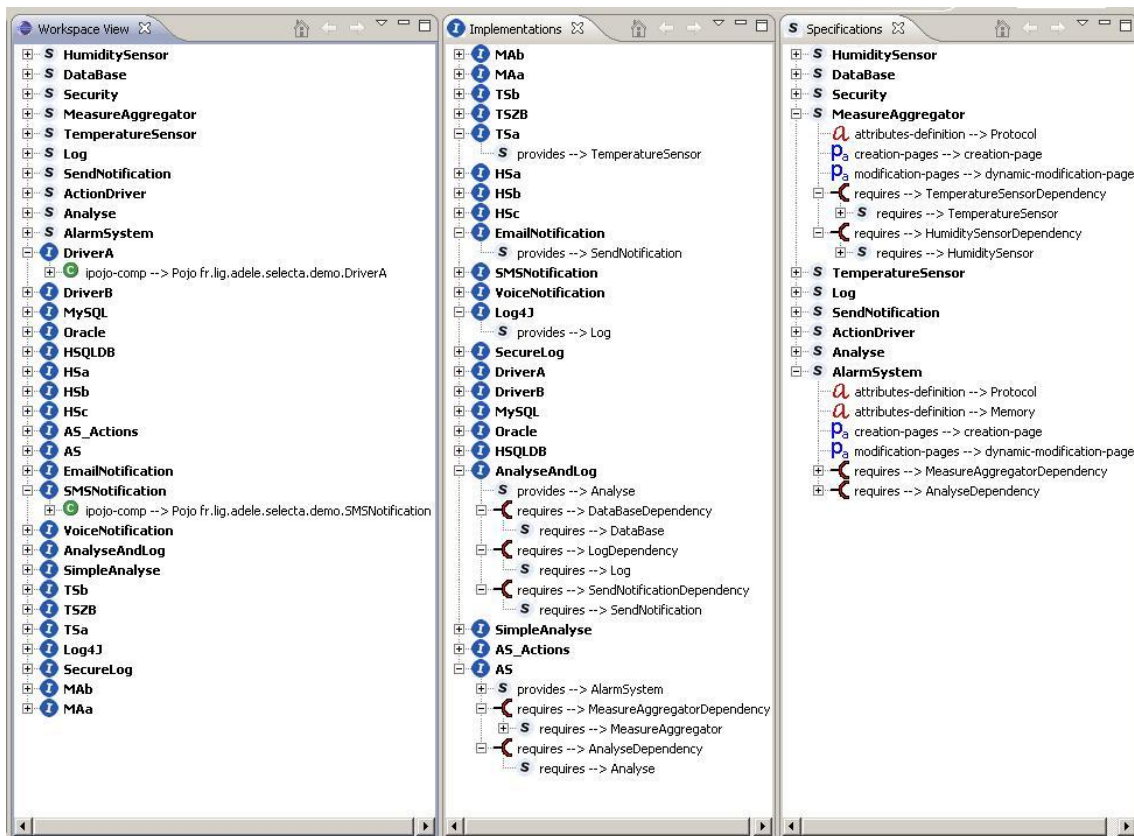 Workspace View
S HumiditySensor
S DataBase
S Security
S MeasureAggregator
S TemperatureSensor
S Log
S SendNotification
S ActionDriver
S Analyse
S AlarmSystem
I DriverA
C ipojo-comp --> Pojo fr.lig.adele.selecta.demo.DriverA
I DriverB
I MySQL
I Oracle
I HSQLDB
I HSa
I HSb
I HSc
I AS_Actions
I AS
I EmailNotification
I SMSNotification
C ipojo-comp --> Pojo fr.lig.adele.selecta.demo.SMSNotification
I VoiceNotification
I AnalyseAndLog
I SimpleAnalyse
I TSb
I TSZB
I TSa
I Log4J
I SecureLog
I MAb
I MAa
I Implementations
I MAb
I MAa
I TSb
I TSZB
I TSa
S provides --> TemperatureSensor
I HSa
I HSb
I HSc
I EmailNotification
S provides --> SendNotification
I SMSNotification
I VoiceNotification
I Log4J
S provides --> Log
I SecureLog
I DriverA
I DriverB
I MySQL
I Oracle
I HSQLDB
I AnalyseAndLog
S provides --> Analyse
requires --> DataBaseDependency
S requires --> DataBase
requires --> LogDependency
S requires --> Log
requires --> SendNotificationDependency
S requires --> SendNotification
I SimpleAnalyse
I AS_Actions
I AS
S provides --> AlarmSystem
requires --> MeasureAggregatorDependency
S requires --> MeasureAggregator
requires --> AnalyseDependency
S requires --> Analyse
S Specifications
S HumiditySensor
S DataBase
S Security
S MeasureAggregator
a attributes-definition --> Protocol
Pa creation-pages --> creation-page
Pa modification-pages --> dynamic-modification-page
requires --> TemperatureSensorDependency
S requires --> TemperatureSensor
requires --> HumiditySensorDependency
S requires --> HumiditySensor
S TemperatureSensor
S Log
S SendNotification
S ActionDriver
S Analyse
S AlarmSystem
a attributes-definition --> Protocol
a attributes-definition --> Memory
Pa creation-pages --> creation-page
Pa modification-pages --> dynamic-modification-page
requires --> MeasureAggregatorDependency
requires --> AnalyseDependency